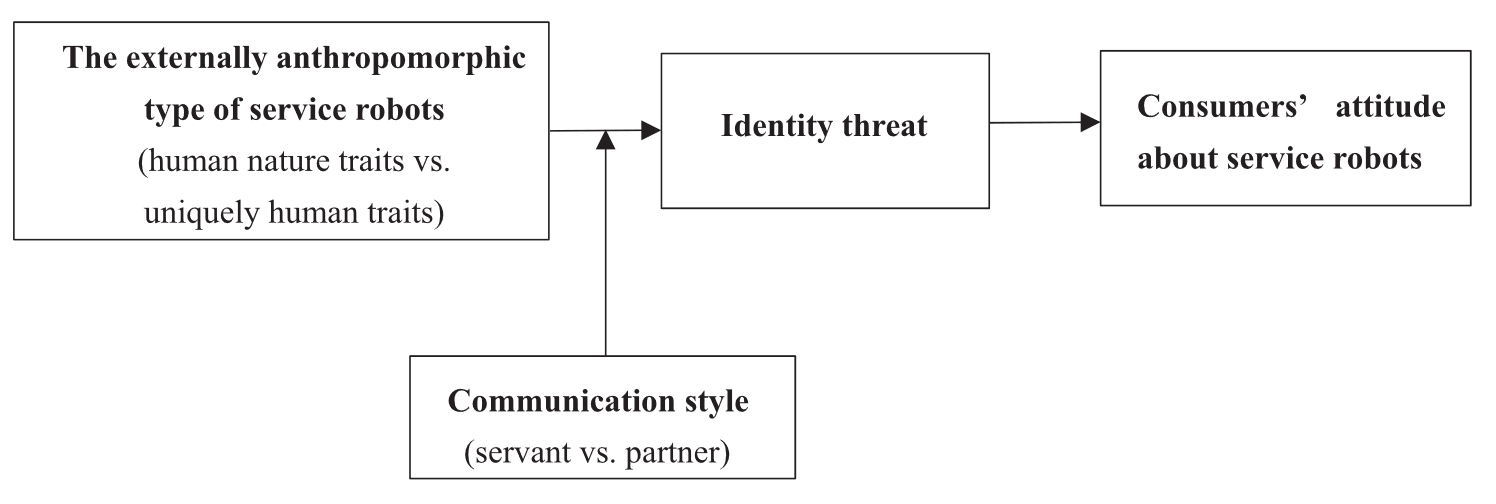 The externally anthropomorphic
type of service robots
(human nature traits vs.
uniquely human traits)
Identity threat
Consumers’ attitude
about service robots
Communication style
(servant vs. partner)